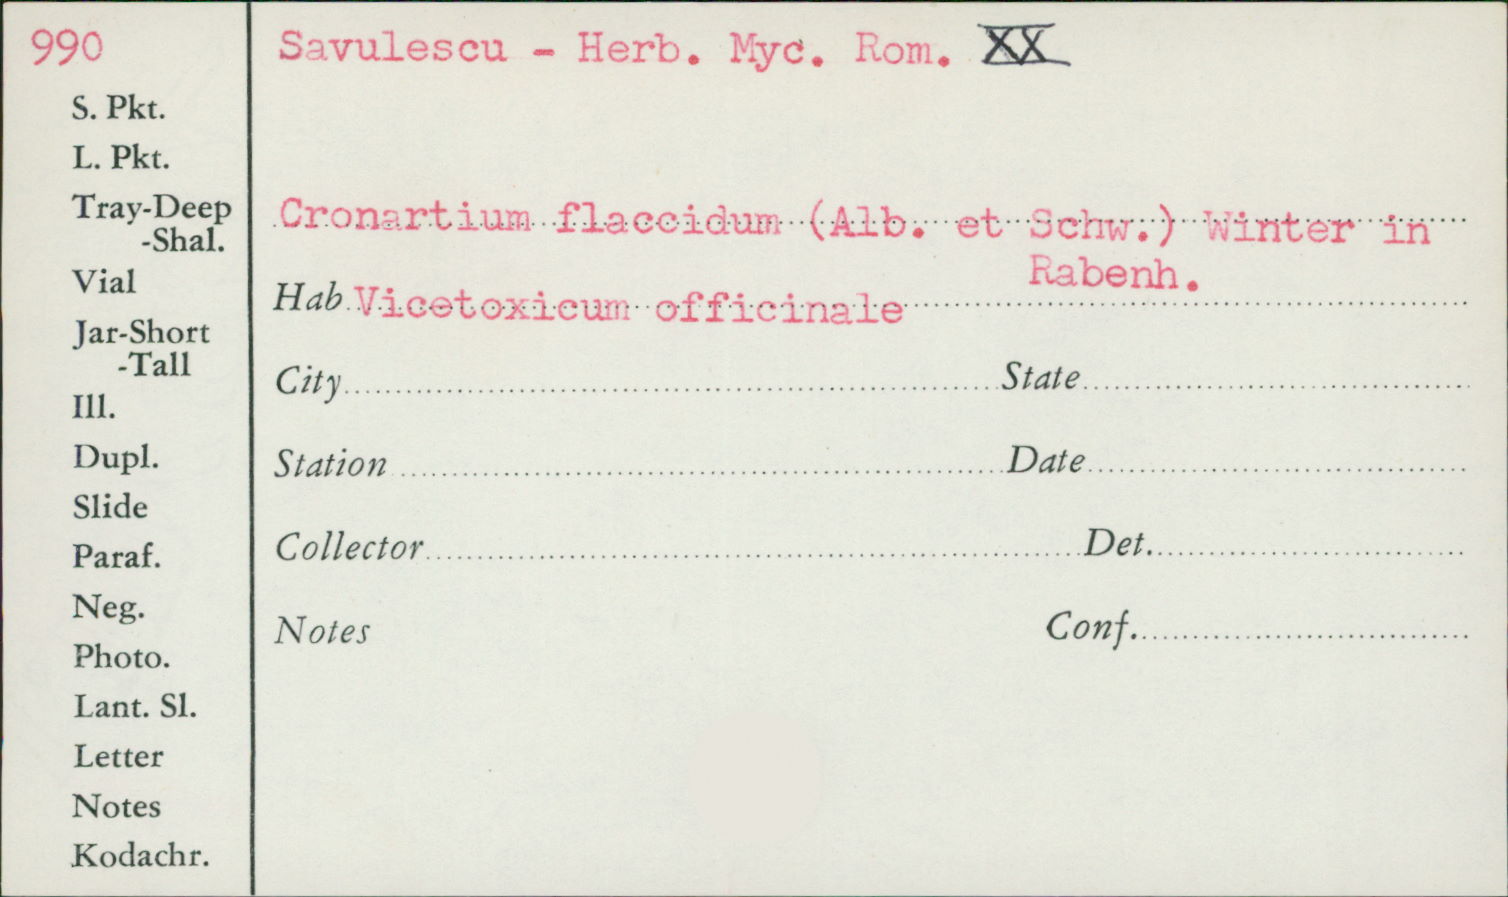 990
Savulescu - Herb. Myc. Rom. XX
S. Pkt.
L. Pkt.
Tray-Deep
-Shal.
Vial
Jar-Short
-Tall
Ill.
Dupl.
Slide
Paraf.
Neg.
Photo.
Lant. Sl.
Letter
Notes
Kodachr.
Cronartium flaccidum (Alb. et Schw.) Winter in
Rabenh.
Hab Vicetoxicum officinale
City
State
Station
Date
Collector
Det.
Notes
Conf.